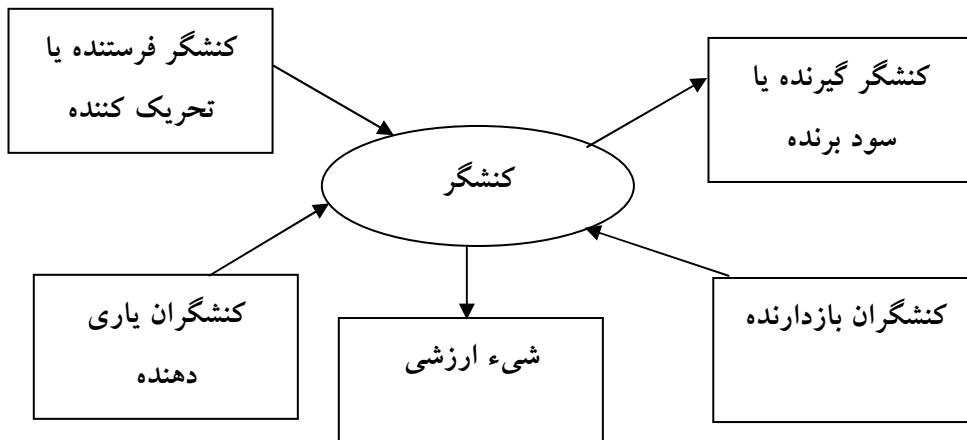 کنشگر گیرنده یا
سود برنده
کنشگر فرستنده یا
تحریک کننده
کنشگر
کنشگران بازدارنده
شیء ارزشی
کنشگران یاری
دهنده